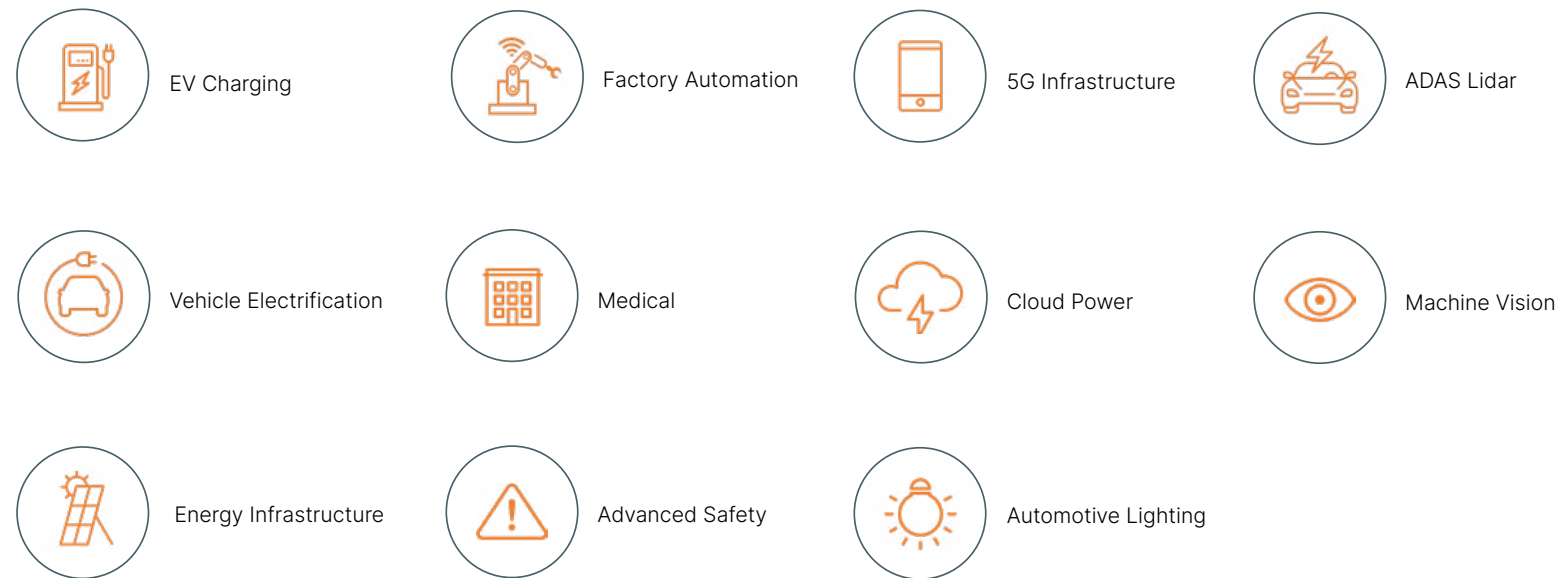 EV Charging
Factory Automation
5G Infrastructure
ADAS Lidar
Vehicle Electrification
Medical
Cloud Power
Machine Vision
Energy Infrastructure
Advanced Safety
Automotive Lighting